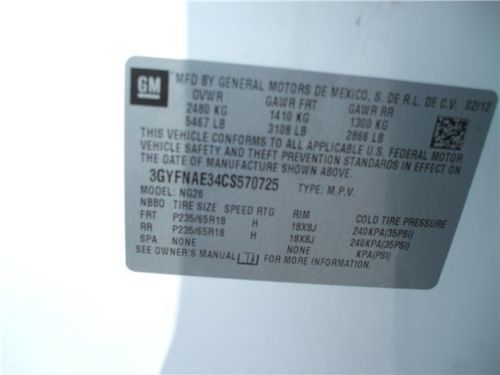 GM
MFD BY GENERAL MOTORS DE MEXICO, S. DE R.L. DE C.V. 02/12
GVWR GAWR FRT GAWR RR
2480 KG 1410 KG 1300 KG
5467 LB 3108 LB 2866 LB
THIS VEHICLE CONFORMS TO ALL APPLICABLE U.S. FEDERAL MOTOR
VEHICLE SAFETY AND THEFT PREVENTION STANDARDS IN EFFECT ON
THE DATE OF MANUFACTURE SHOWN ABOVE.
3GYFNAE34CS570725 TYPE: M.P.V.
MODEL: NG26
NBBO TIRE SIZE SPEED RTG RIM COLD TIRE PRESSURE
FRT P235/65R18 H 18X8J 240KPA(35PSI)
RR P235/65R18 H 18X8J 240KPA(35PSI)
SPA NONE NONE KPA(PSI)
SEE OWNER'S MANUAL FOR MORE INFORMATION.